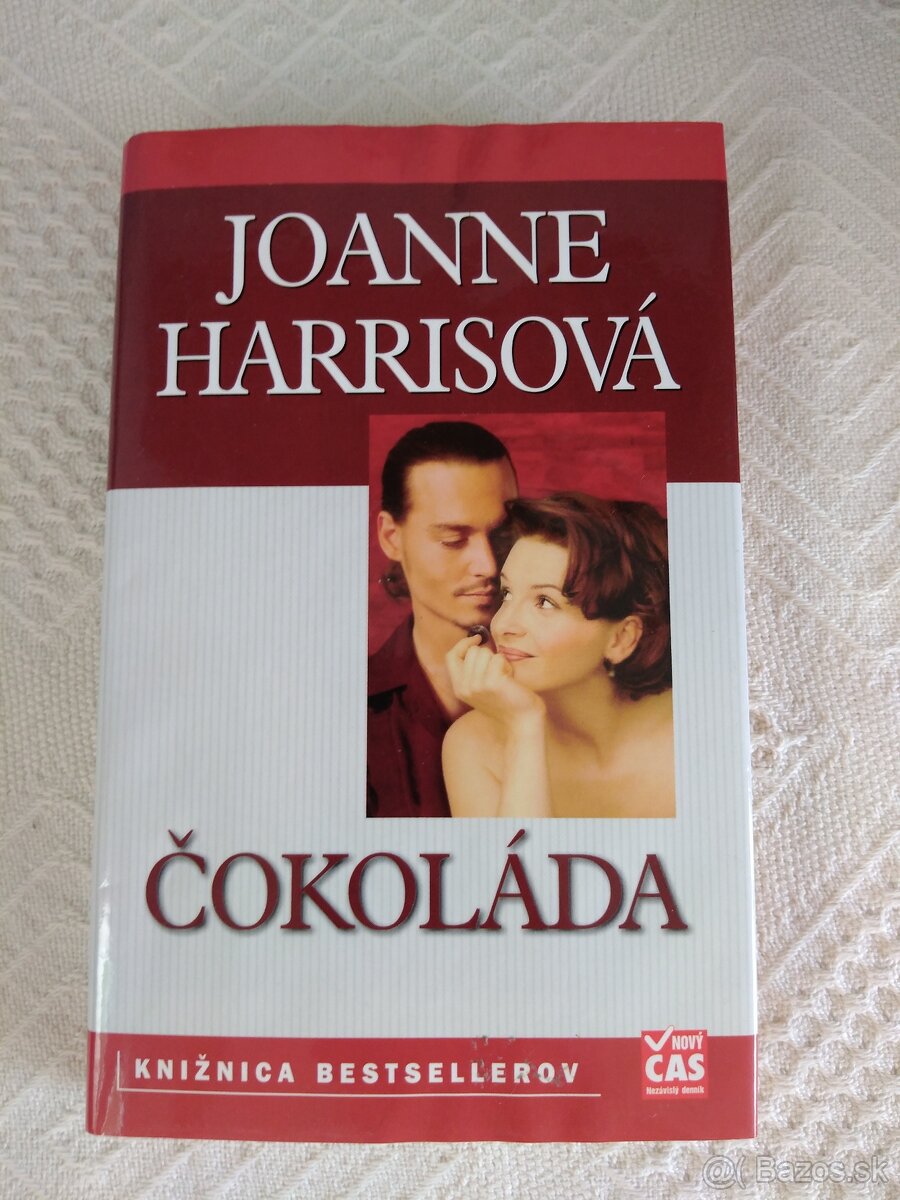 JOANNE
HARRISOVÁ
ČOKOLÁDA
KNIŽNICA BESTSELLEROV
NOVÝ
ČAS
Nezávislý denník
@( Bazos.sk